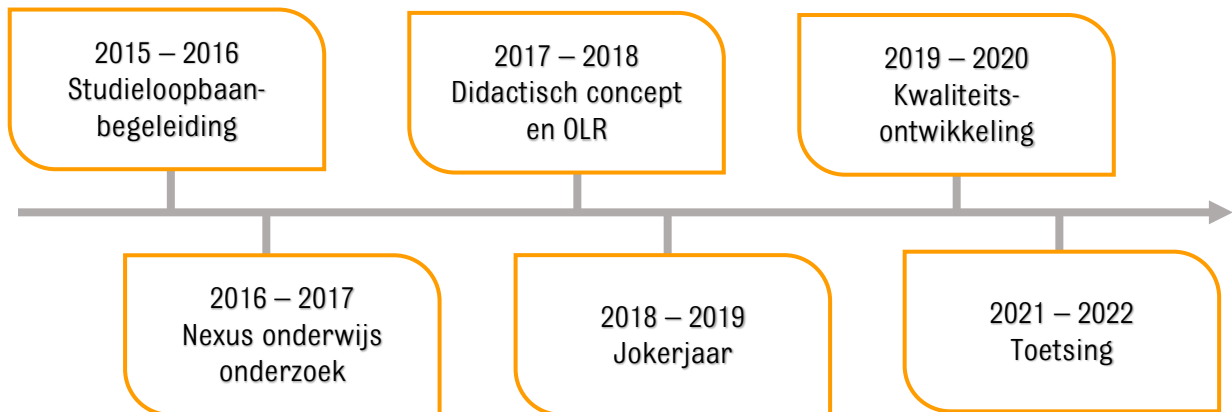 2015 – 2016
Studieloopbaan-
begeleiding
2017 – 2018
Didactisch concept
en OLR
2019 – 2020
Kwaliteits-
ontwikkeling
2016 – 2017
Nexus onderwijs
onderzoek
2018 – 2019
Jokerjaar
2021 – 2022
Toetsing